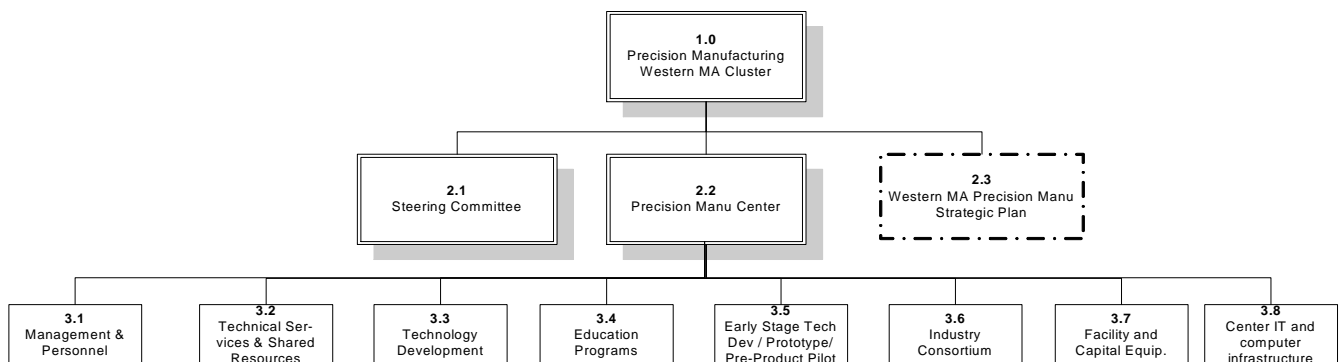 1.0
Precision Manufacturing
Western MA Cluster
2.1
Steering Committee
2.2
Precision Manu Center
2.3
Western MA Precision Manu
Strategic Plan
3.1
Management &
Personnel
3.2
Technical Ser-
vices & Shared
Resources
3.3
Technology
Development
3.4
Education
Programs
3.5
Early Stage Tech
Dev / Prototype/
Pre-Product Pilot
3.6
Industry
Consortium
3.7
Facility and
Capital Equip.
3.8
Center IT and
computer
infrastructure